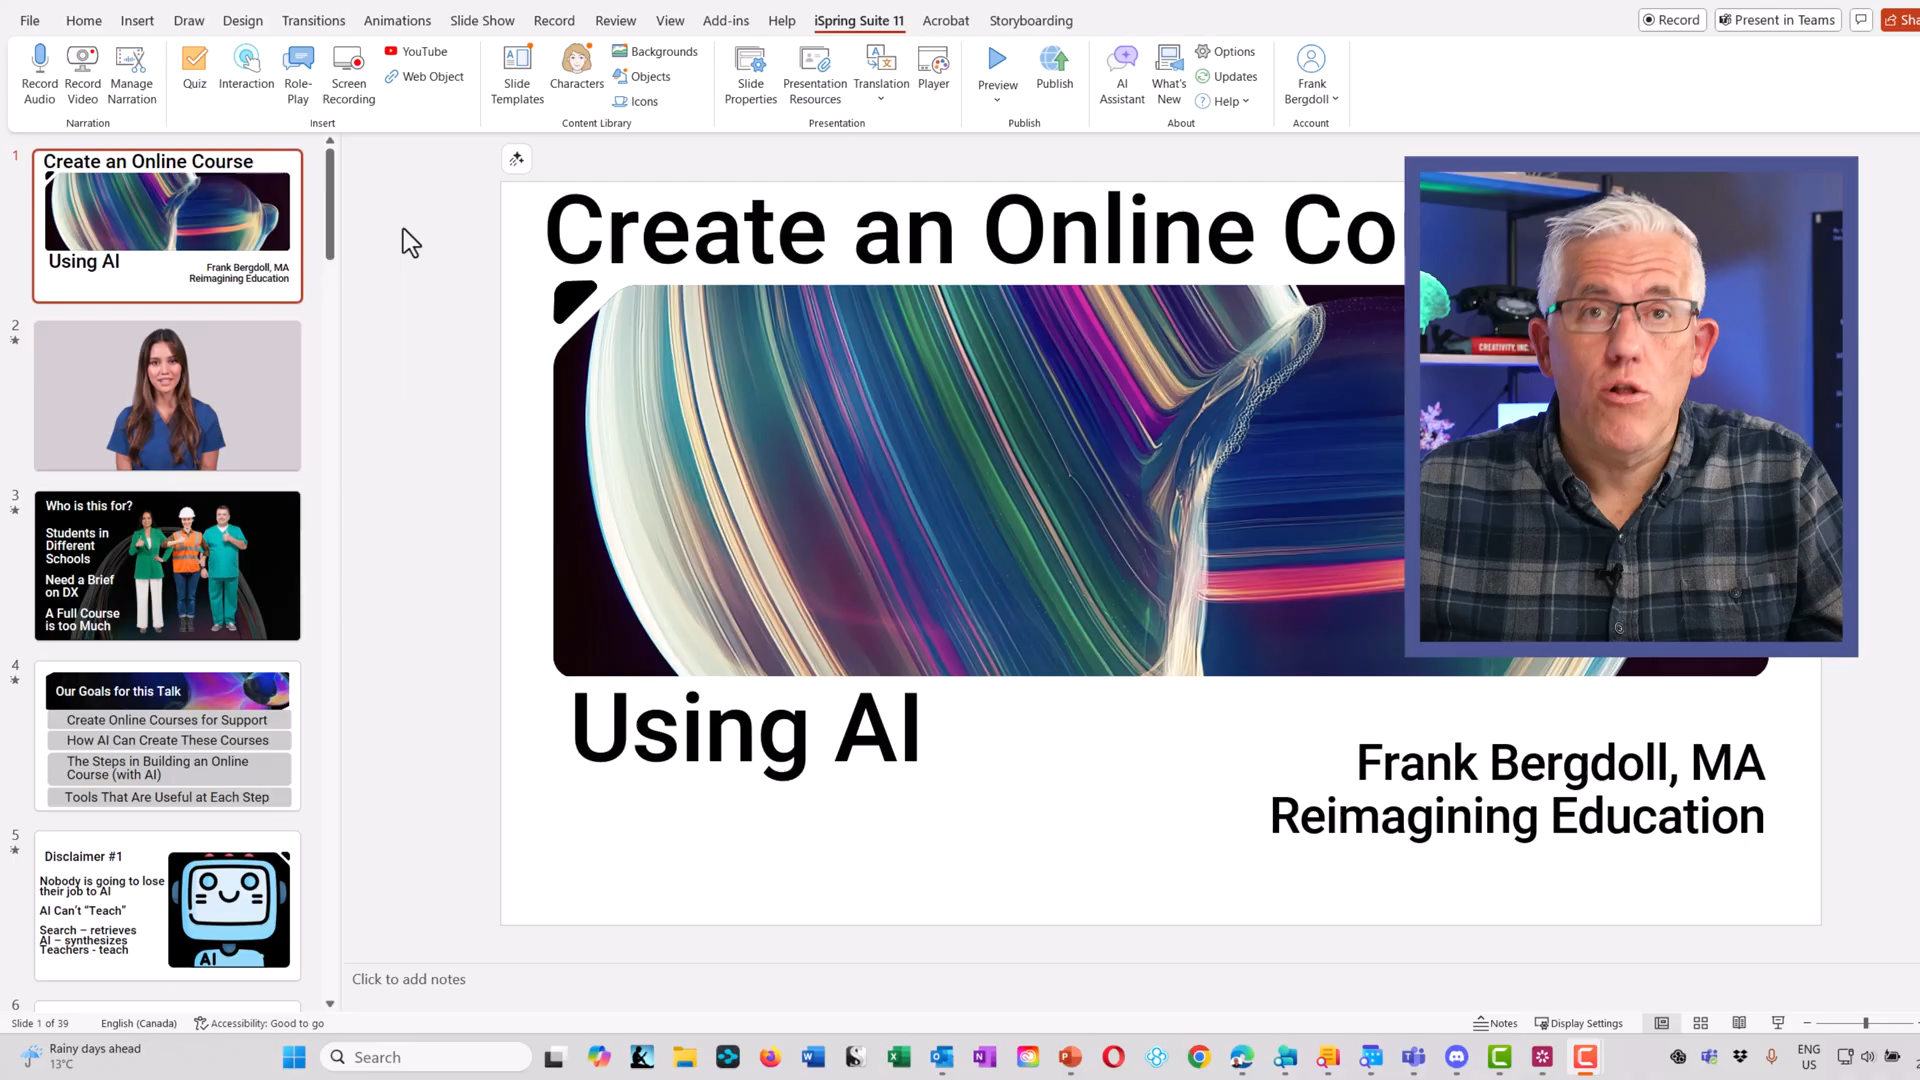 File Home Insert Draw Design Transitions Animations Slide Show Record Review View Add-ins Help iSpring Suite 11 Acrobat Storyboarding Record Present in Teams Sha
Record Audio
Record Video
Manage Narration
Narration
Quiz
Interaction
Role-Play
Screen Recording
YouTube
Web Object
Insert
Slide Templates
Characters
Backgrounds
Objects
Icons
Content Library
Slide Properties
Presentation Resources
Translation
Player
Presentation
Preview
Publish
Publish
AI Assistant
What's New
Options
Updates
Help
About
Frank Bergdoll
Account
1
Create an Online Course
Using AI
Frank Bergdoll, MA
Reimagining Education
2
3
Who is this for?
Students in
Different
Schools
Need a Brief
on DX
A Full Course
is too Much
4
Our Goals for this Talk
Create Online Courses for Support
How AI Can Create These Courses
The Steps in Building an Online
Course (with AI)
Tools That Are Useful at Each Step
5
Disclaimer #1
Nobody is going to lose
their job to AI
AI Can't "Teach"
Search – retrieves
AI – synthesizes
Teachers - teach
AI
6
Create an Online Co
Using AI
Frank Bergdoll, MA
Reimagining Education
CREATIVITY, INC.
Click to add notes
Slide 1 of 39 English (Canada) Accessibility: Good to go Notes Display Settings
Rainy days ahead
13°C
Search
ENG
US